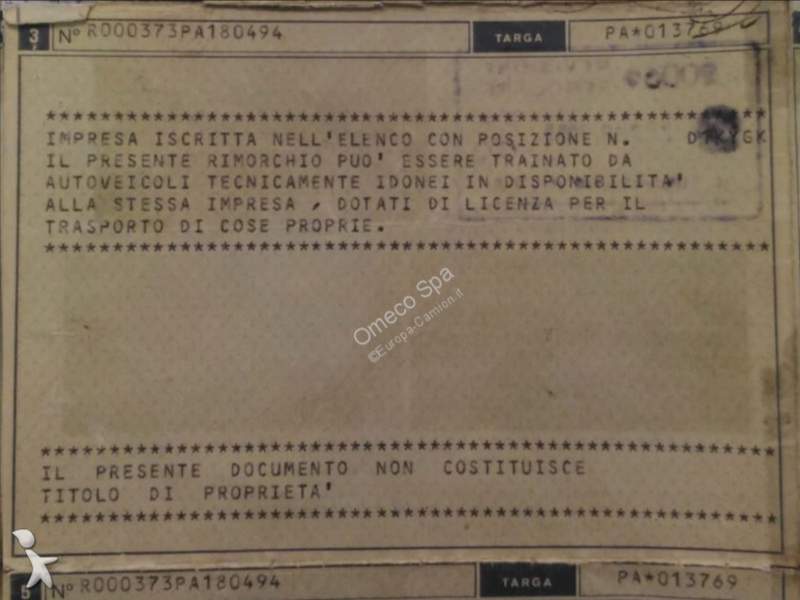 3 N° R000373PA180494 TARGA PA*013769
*******************************************************************
IMPRESA ISCRITTA NELL'ELENCO CON POSIZIONE N.
IL PRESENTE RIMORCHIO PUO' ESSERE TRAINATO DA
AUTOVEICOLI TECNICAMENTE IDONEI IN DISPONIBILITA'
ALLA STESSA IMPRESA, DOTATI DI LICENZA PER IL
TRASPORTO DI COSE PROPRIE.
*******************************************************************
Omeco Spa
©Europa-Camion.it
*******************************************************************
IL PRESENTE DOCUMENTO NON COSTITUISCE
TITOLO DI PROPRIETA'
*******************************************************************
5 N° R000373PA180494 TARGA PA*013769